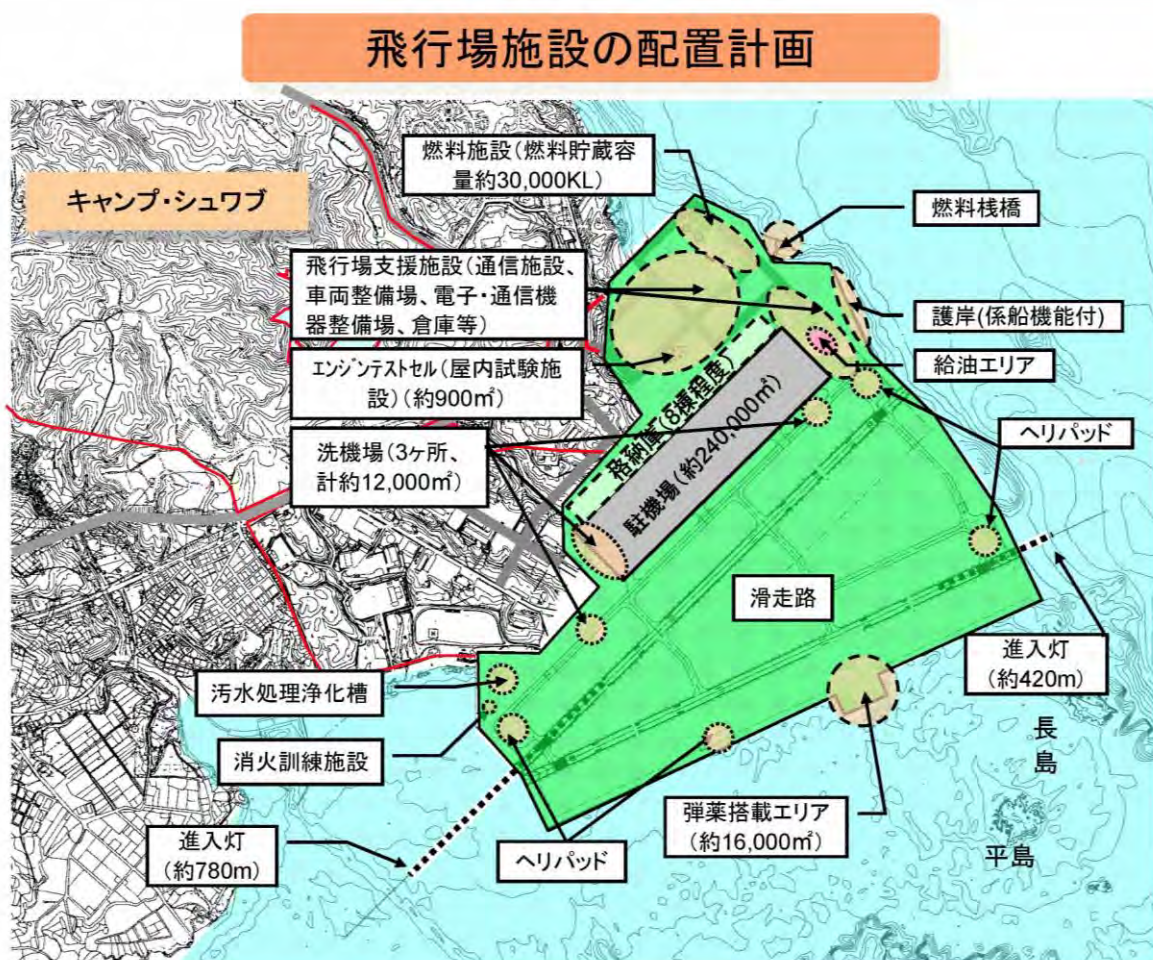 飛行場施設の配置計画
キャンプ・シュワブ
燃料施設(燃料貯蔵容
量約30,000KL)
燃料桟橋
飛行場支援施設(通信施設、
車両整備場、電子・通信機
器整備場、倉庫等)
護岸(係船機能付)
エンジンテストセル(屋内試験施
設)(約900㎡)
給油エリア
格納庫(8棟程度)
駐機場(約240,000㎡)
洗機場(3ヶ所、
計約12,000㎡)
ヘリパッド
滑走路
進入灯
(約420m)
汚水処理浄化槽
長島
消火訓練施設
弾薬搭載エリア
(約16,000㎡)
平島
進入灯
(約780m)
ヘリパッド